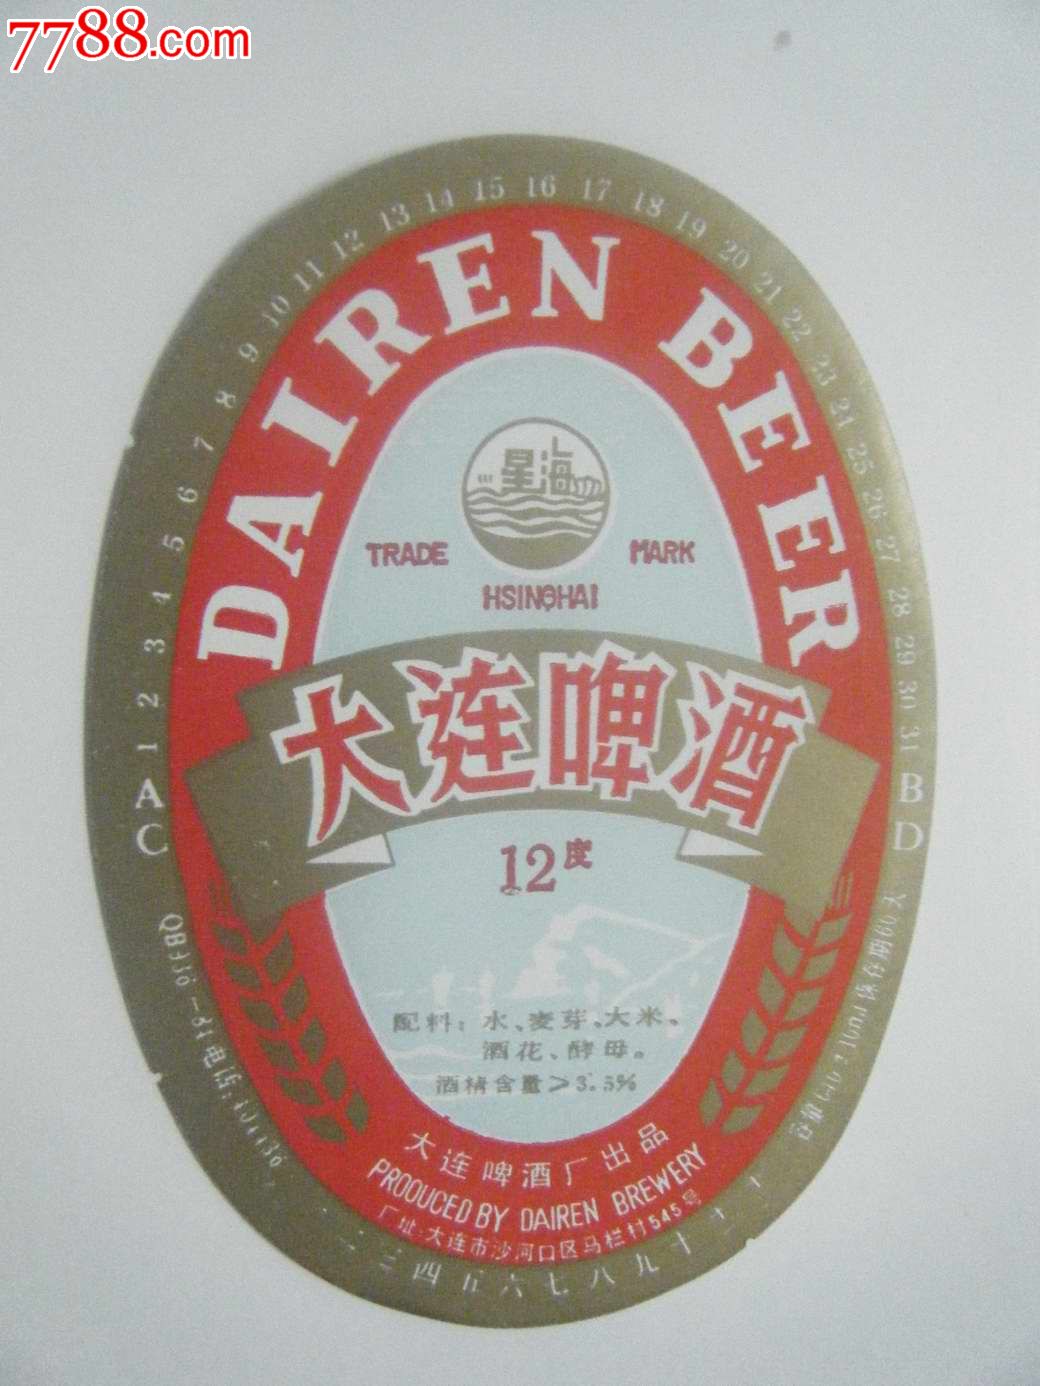 7788.com
1 2 3 4 5 6 7 8 9 10 11 12 13 14 15 16 17 18 19 20 21 22 23 24 25 26 27 28 29 30 31
DAIREN BEER
星海
TRADE MARK
HSINGHAI
大连啤酒
A B
C D
12度
配料：水、麦芽、大米、
酒花、酵母。
酒精含量≥3.5%
大连啤酒厂出品
PRODUCED BY DAIREN BREWERY
厂址：大连市沙河口区马栏村545号
二 三 四 五 六 七 八 九 十